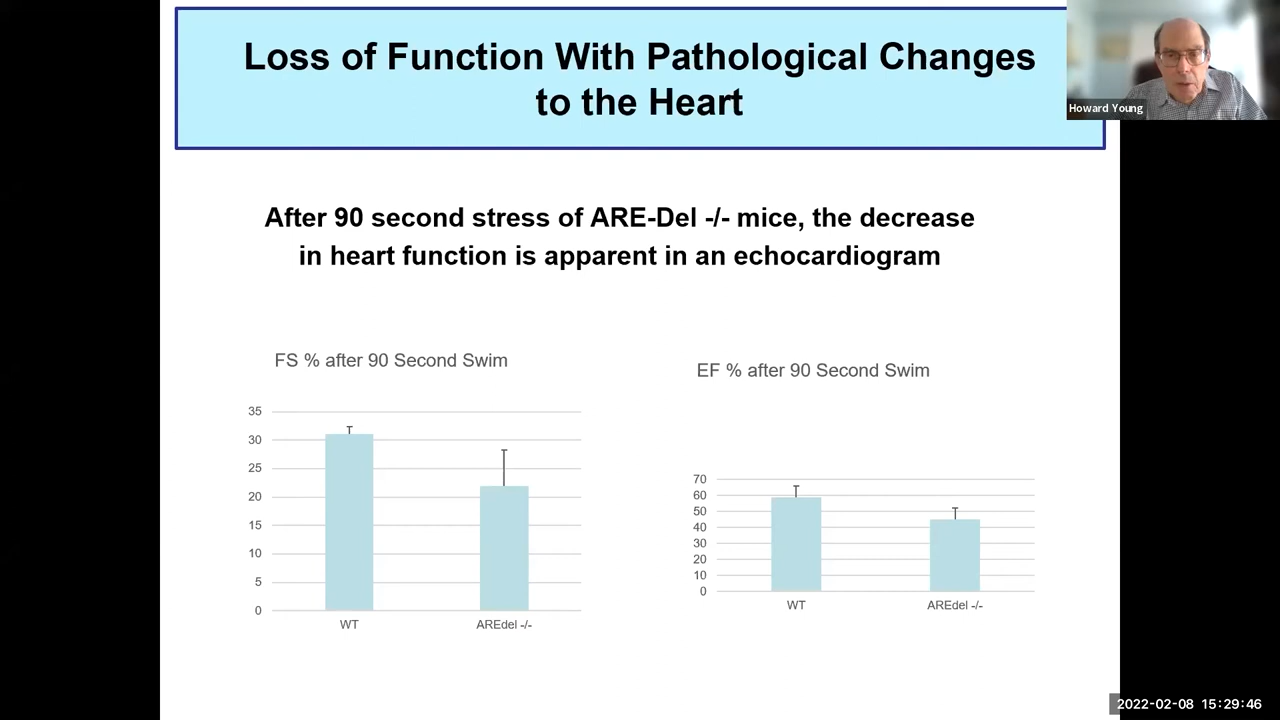 Loss of Function With Pathological Changes
to the Heart
Howard Young
After 90 second stress of ARE-Del -/- mice, the decrease
in heart function is apparent in an echocardiogram
FS % after 90 Second Swim
35
30
25
20
15
10
5
0
WT AREdel -/-
EF % after 90 Second Swim
70
60
50
40
30
20
10
0
WT AREdel -/-
2022-02-08 15:29:46